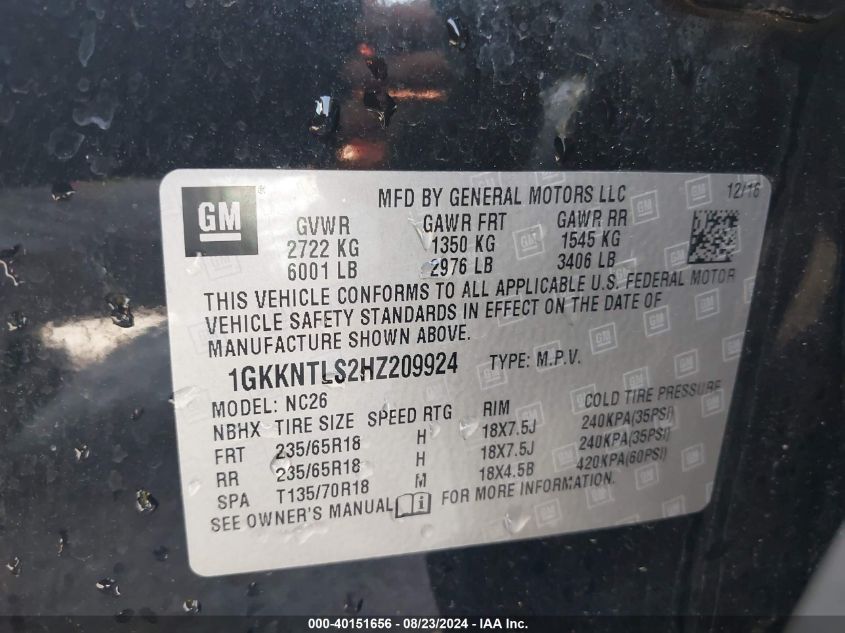 GM
MFD BY GENERAL MOTORS LLC 12/16
GVWR GAWR FRT GAWR RR
2722 KG 1350 KG 1545 KG
6001 LB 2976 LB 3406 LB
THIS VEHICLE CONFORMS TO ALL APPLICABLE U.S. FEDERAL MOTOR
VEHICLE SAFETY STANDARDS IN EFFECT ON THE DATE OF
MANUFACTURE SHOWN ABOVE.
1GKKNTLS2HZ209924 TYPE: M.P.V.
MODEL: NC26
NBHX TIRE SIZE SPEED RTG RIM COLD TIRE PRESSURE
FRT 235/65R18 H 18X7.5J 240KPA(35PSI)
RR 235/65R18 H 18X7.5J 240KPA(35PSI)
SPA T135/70R18 M 18X4.5B 420KPA(60PSI)
SEE OWNER'S MANUAL FOR MORE INFORMATION.
000-40151656 - 08/23/2024 - www.iaai.com